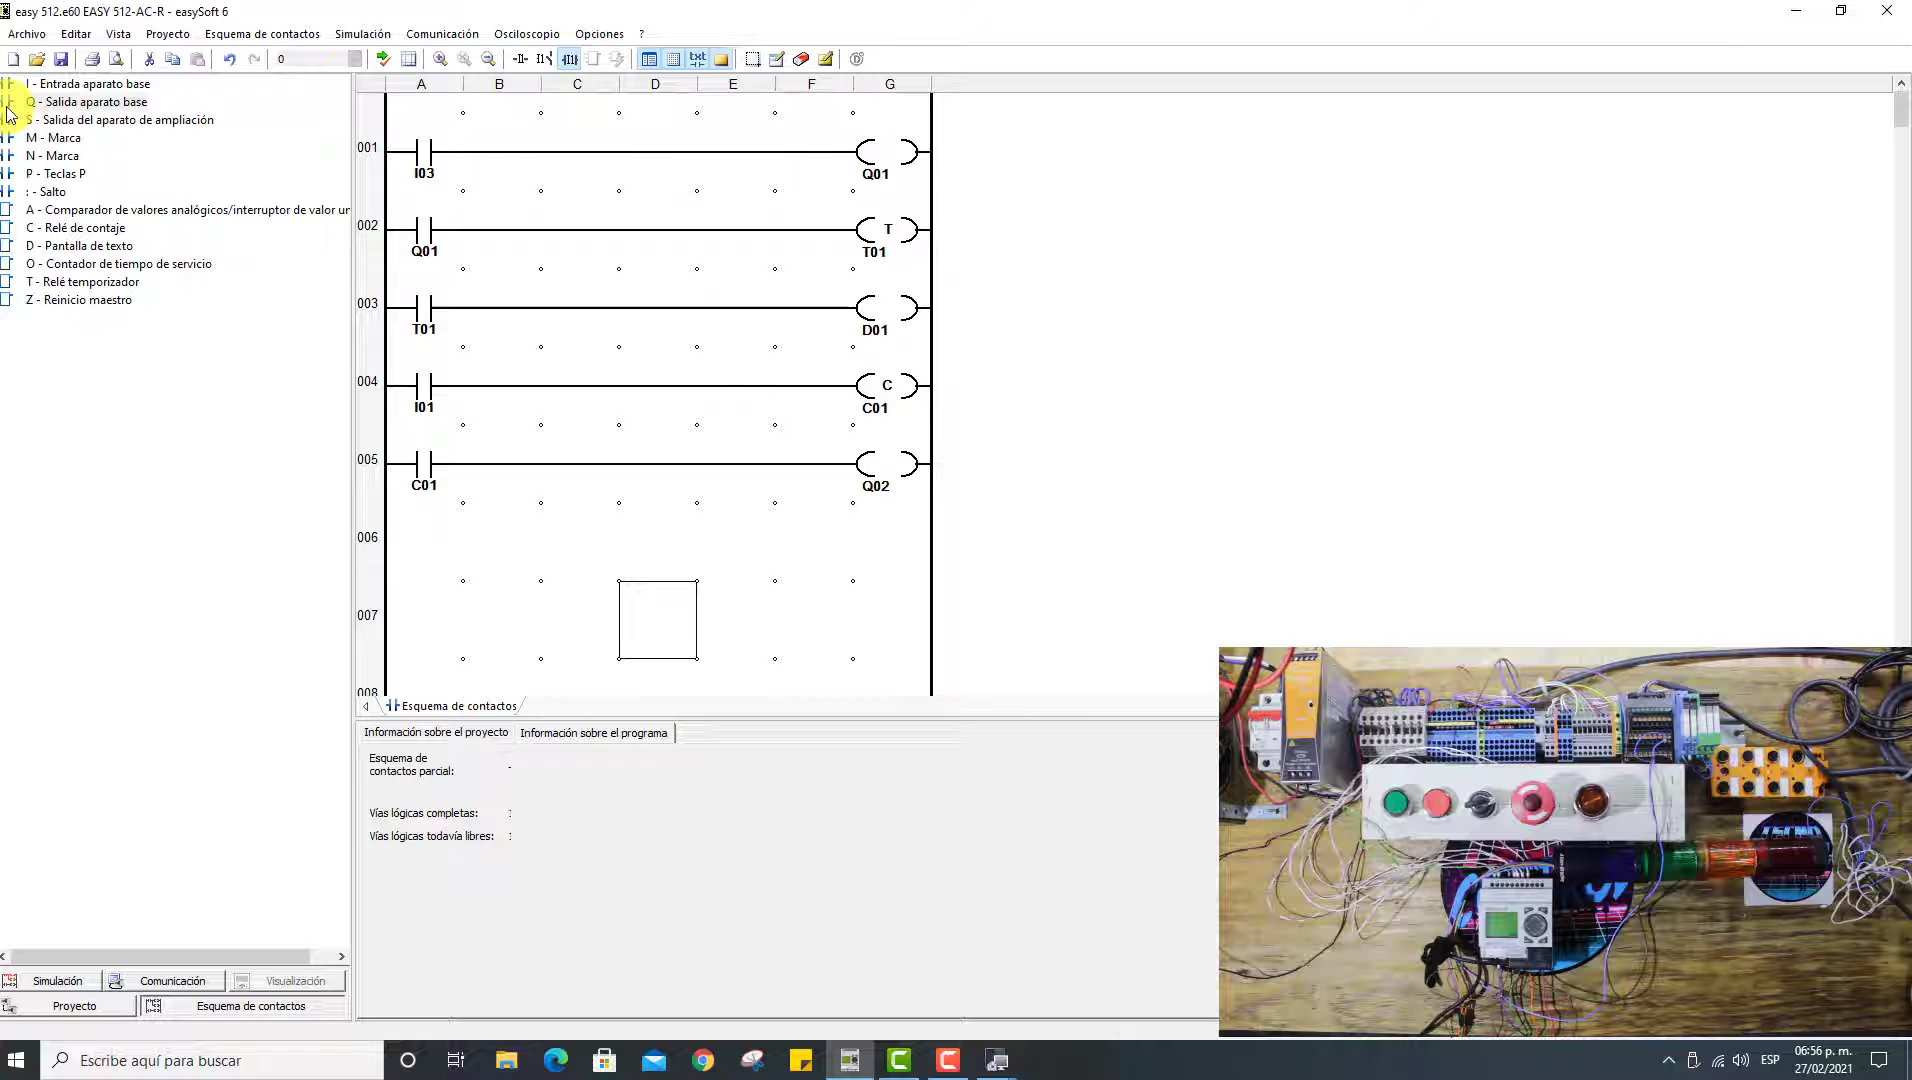 easy 512.e60 EASY 512-AC-R - easySoft 6
Archivo Editar Vista Proyecto Esquema de contactos Simulación Comunicación Osciloscopio Opciones ?
0
txt
I - Entrada aparato base
Q - Salida aparato base
S - Salida del aparato de ampliación
M - Marca
N - Marca
P - Teclas P
: - Salto
A - Comparador de valores analógicos/interruptor de valor ur
C - Relé de contaje
D - Pantalla de texto
O - Contador de tiempo de servicio
T - Relé temporizador
Z - Reinicio maestro
A B C D E F G
001 I03 Q01
002 Q01 T T01
003 T01 D01
004 I01 C C01
005 C01 Q02
006
007
008
Esquema de contactos
Información sobre el proyecto Información sobre el programa
Esquema de
contactos parcial: -
Vías lógicas completas: :
Vías lógicas todavía libres: :
Simulación Comunicación Visualización
Proyecto Esquema de contactos
Escribe aquí para buscar
ESP
06:56 p. m.
27/02/2021